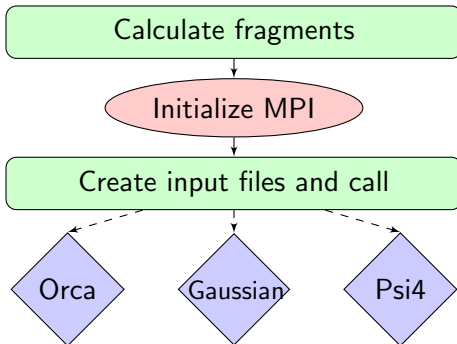 Calculate fragments
Initialize MPI
Create input files and call
Orca
Gaussian
Psi4